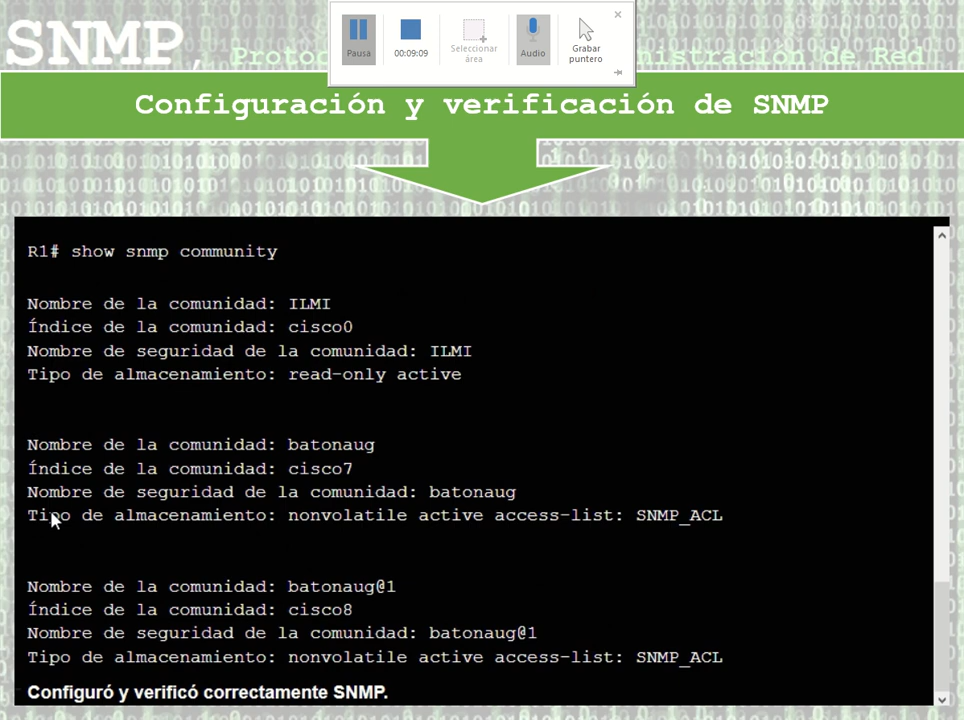 SNMP, Protoc nistración de Red
Pausa
00:09:09
Seleccionar
área
Audio
Grabar
puntero
Configuración y verificación de SNMP
R1# show snmp community
Nombre de la comunidad: ILMI
Índice de la comunidad: cisco0
Nombre de seguridad de la comunidad: ILMI
Tipo de almacenamiento: read-only active
Nombre de la comunidad: batonaug
Índice de la comunidad: cisco7
Nombre de seguridad de la comunidad: batonaug
Tipo de almacenamiento: nonvolatile active access-list: SNMP_ACL
Nombre de la comunidad: batonaug@1
Índice de la comunidad: cisco8
Nombre de seguridad de la comunidad: batonaug@1
Tipo de almacenamiento: nonvolatile active access-list: SNMP_ACL
Configuró y verificó correctamente SNMP.